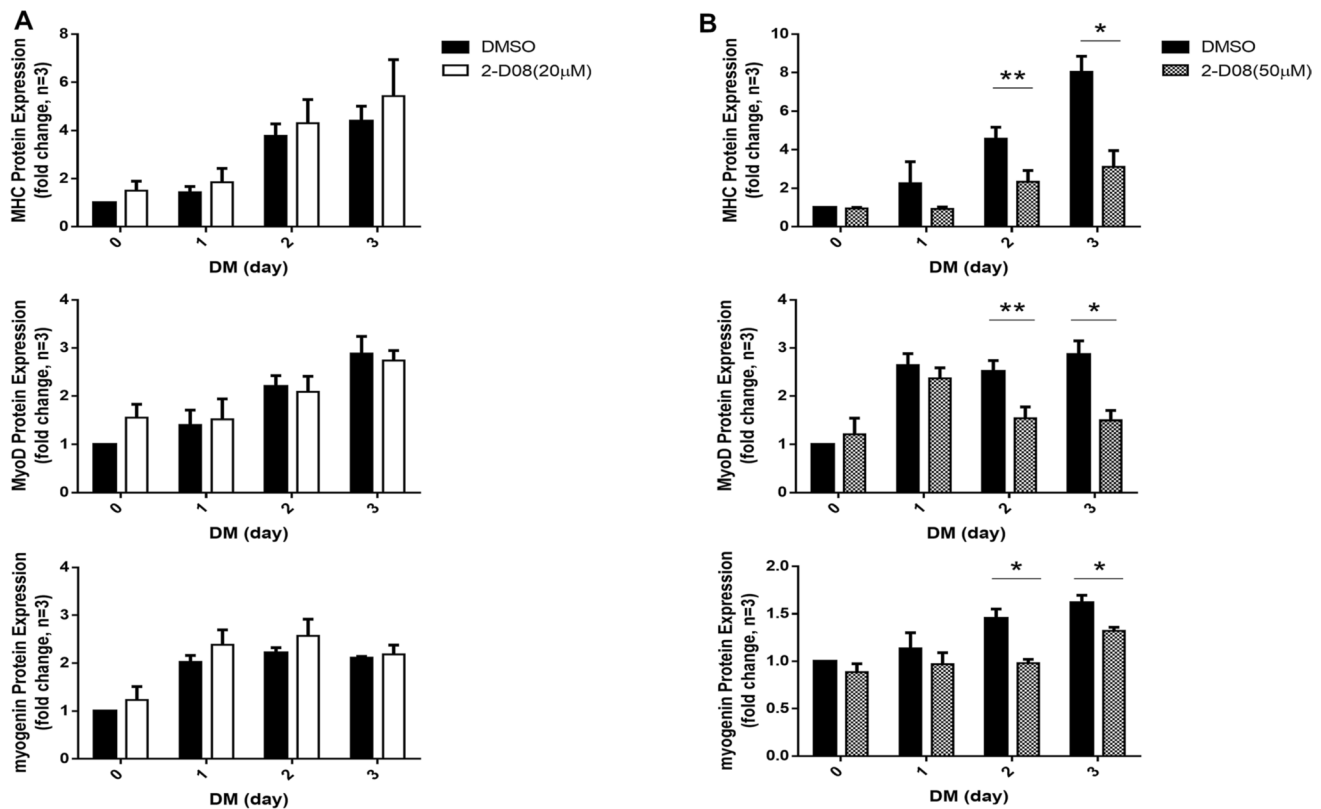 A
MHC Protein Expression
(fold change, n=3)
8
6
4
2
0
0
1
2
3
DM (day)
DMSO
2-D08(20μM)
MyoD Protein Expression
(fold change, n=3)
4
3
2
1
0
0
1
2
3
DM (day)
myogenin Protein Expression
(fold change, n=3)
4
3
2
1
0
0
1
2
3
DM (day)
B
MHC Protein Expression
(fold change, n=3)
10
8
6
4
2
0
**
*
0
1
2
3
DM (day)
DMSO
2-D08(50μM)
MyoD Protein Expression
(fold change, n=3)
4
3
2
1
0
**
*
0
1
2
3
DM (day)
myogenin Protein Expression
(fold change, n=3)
2.0
1.5
1.0
0.5
0.0
*
*
0
1
2
3
DM (day)